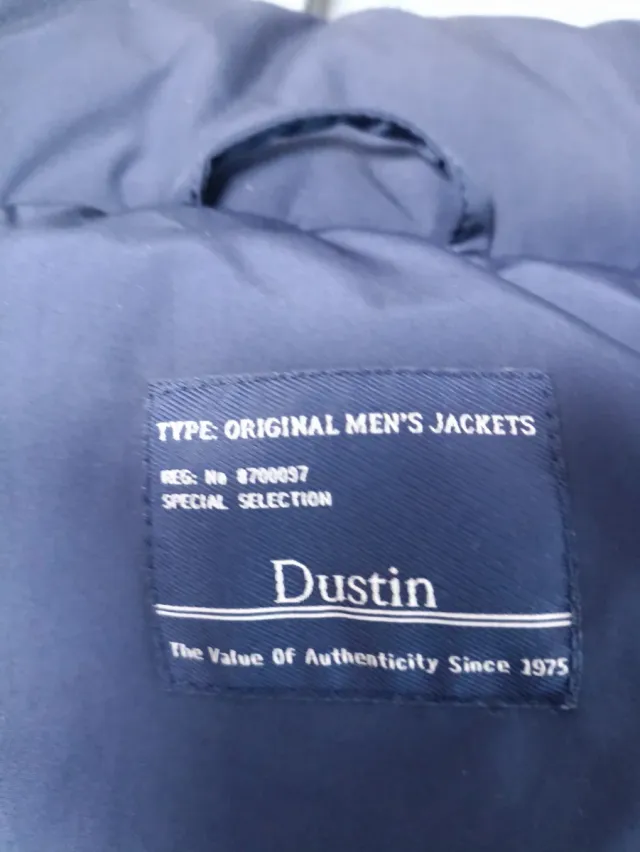 TYPE: ORIGINAL MEN'S JACKETS
REG: No 8700097
SPECIAL SELECTION
Dustin
The Value Of Authenticity Since 1975